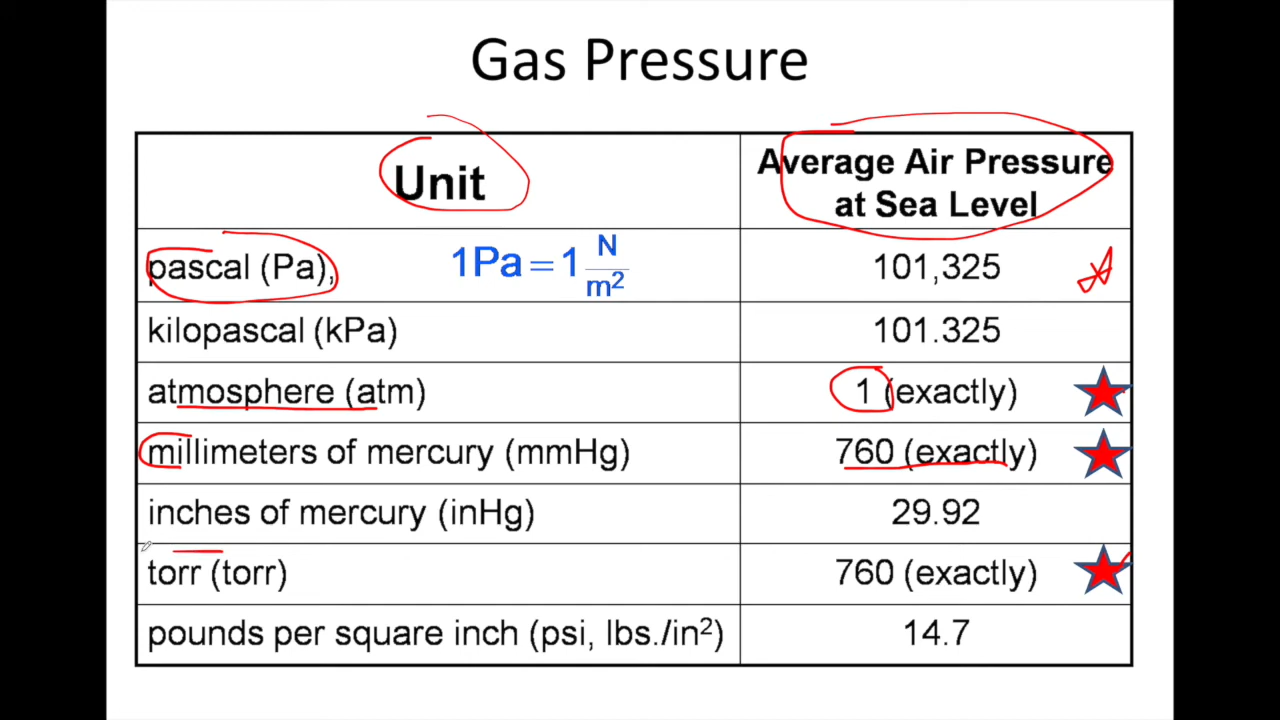 Gas Pressure
Unit
Average Air Pressure
at Sea Level
pascal (Pa), 1Pa = 1 N/m²
101,325
kilopascal (kPa)
101.325
atmosphere (atm)
1 (exactly)
millimeters of mercury (mmHg)
760 (exactly)
inches of mercury (inHg)
29.92
torr (torr)
760 (exactly)
pounds per square inch (psi, lbs./in²)
14.7